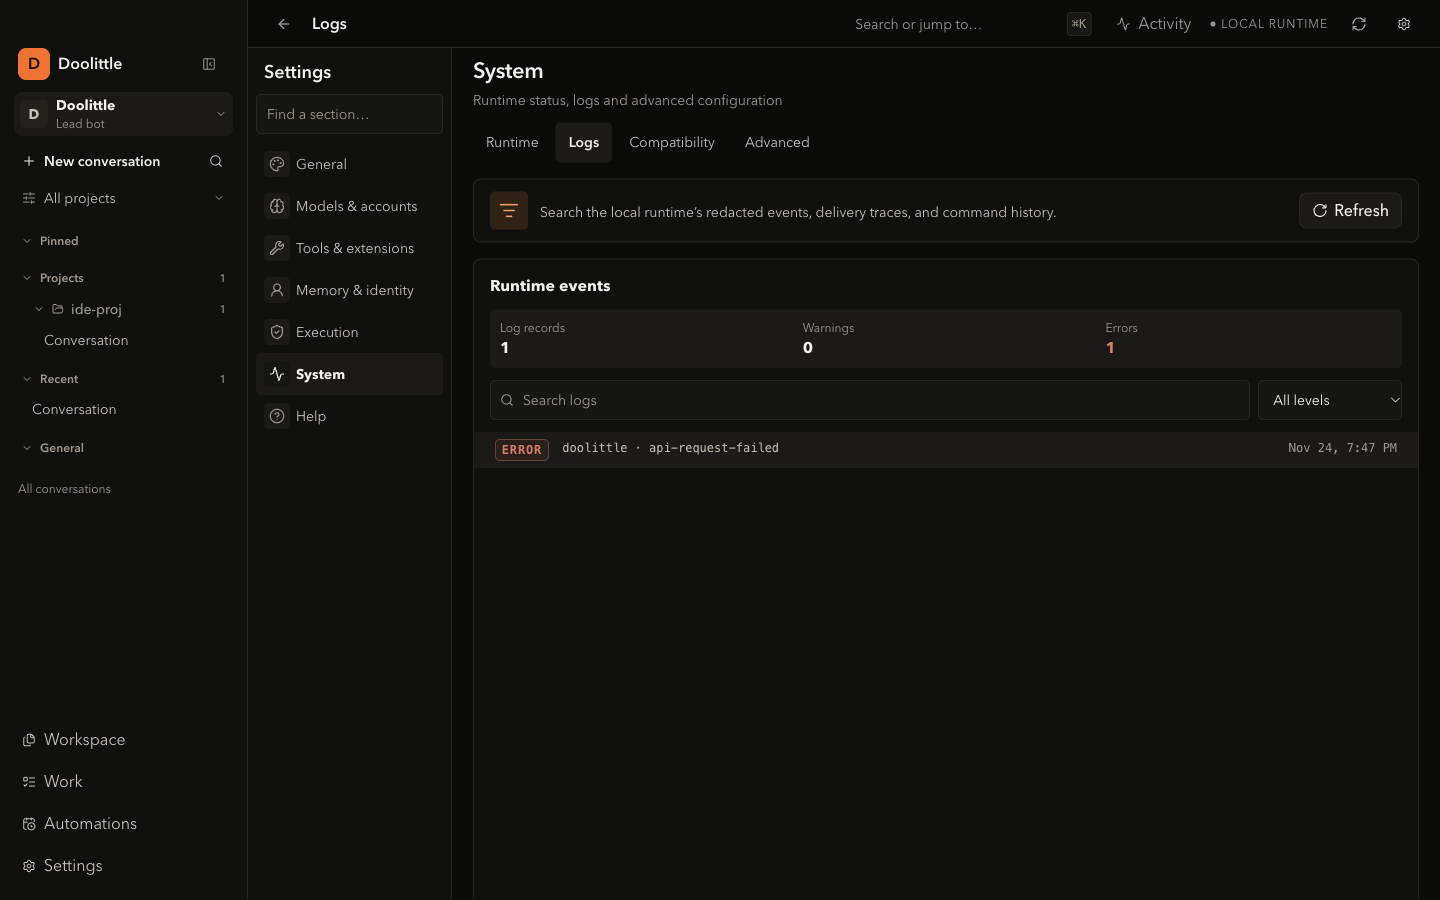 Logs
Search or jump to…
⌘K
Activity
LOCAL RUNTIME
D
Doolittle
D
Doolittle
Lead bot
New conversation
All projects
Pinned
Projects
1
ide-proj
1
Conversation
Recent
1
Conversation
General
All conversations
Workspace
Work
Automations
Settings
Settings
Find a section…
General
Models & accounts
Tools & extensions
Memory & identity
Execution
System
Help
System
Runtime status, logs and advanced configuration
Runtime
Logs
Compatibility
Advanced
Search the local runtime’s redacted events, delivery traces, and command history.
Refresh
Runtime events
Log records
1
Warnings
0
Errors
1
Search logs
All levels
ERROR
doolittle · api-request-failed
Nov 24, 7:47 PM